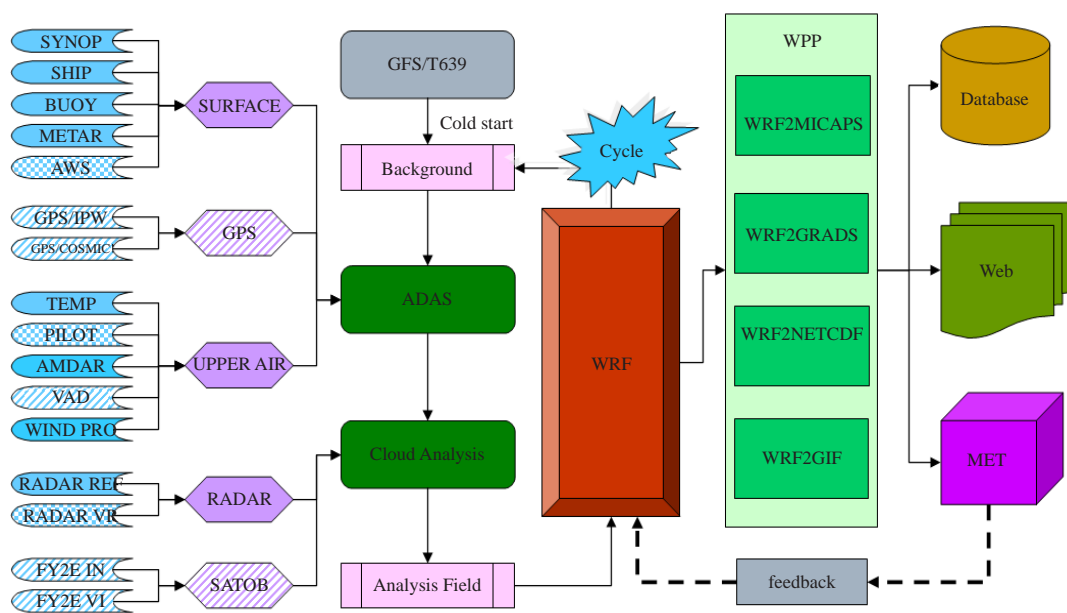 SYNOP
SHIP
BUOY
METAR
AWS
SURFACE
GPS/IPW
GPS/COSMIC
GPS
TEMP
PILOT
AMDAR
VAD
WIND PRO
UPPER AIR
RADAR REF
RADAR VR
RADAR
FY2E IN
FY2E VI
SATOB
GFS/T639
Cold start
Background
ADAS
Cloud Analysis
Analysis Field
Cycle
WRF
WPP
WRF2MICAPS
WRF2GRADS
WRF2NETCDF
WRF2GIF
Database
Web
MET
feedback